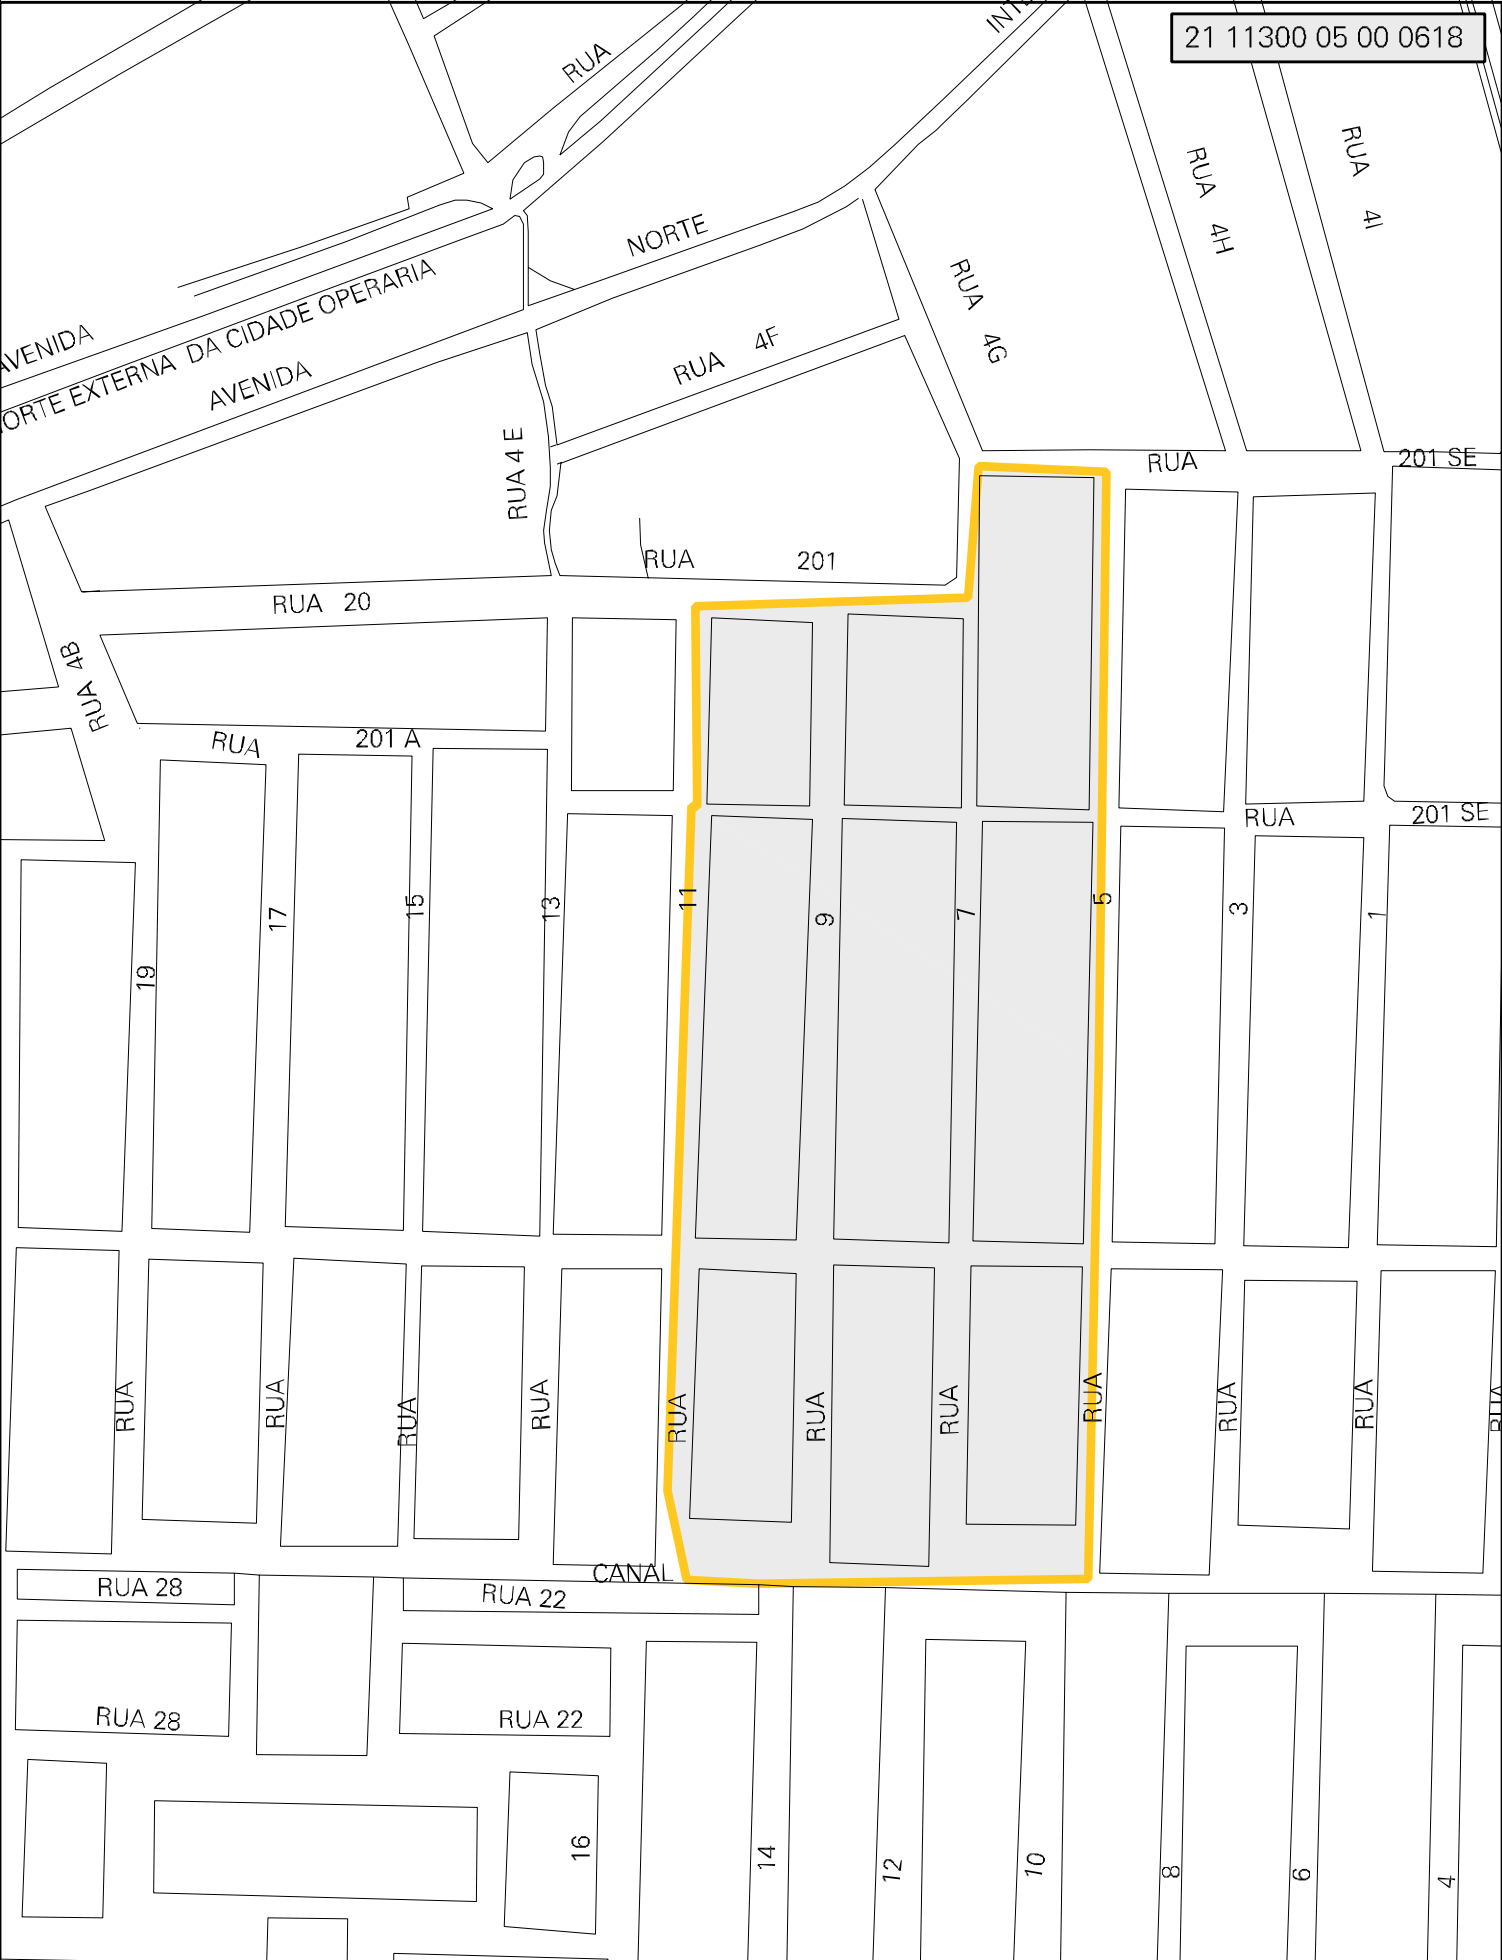 21 11300 05 00 0618
RUA
RUA 4H
RUA 4I
NORTE
RUA 4G
AVENIDA
NORTE EXTERNA DA CIDADE OPERARIA
AVENIDA
RUA 4F
RUA 4 E
RUA 201 SE
RUA 201
RUA 20
RUA 4B
RUA 201 A
RUA 201 SE
19
17
15
13
11
9
7
5
3
1
RUA
RUA
RUA
RUA
RUA
RUA
RUA
RUA
RUA
RUA
RUA
CANAL
RUA 28
RUA 22
RUA 28
RUA 22
16
14
12
10
8
6
4